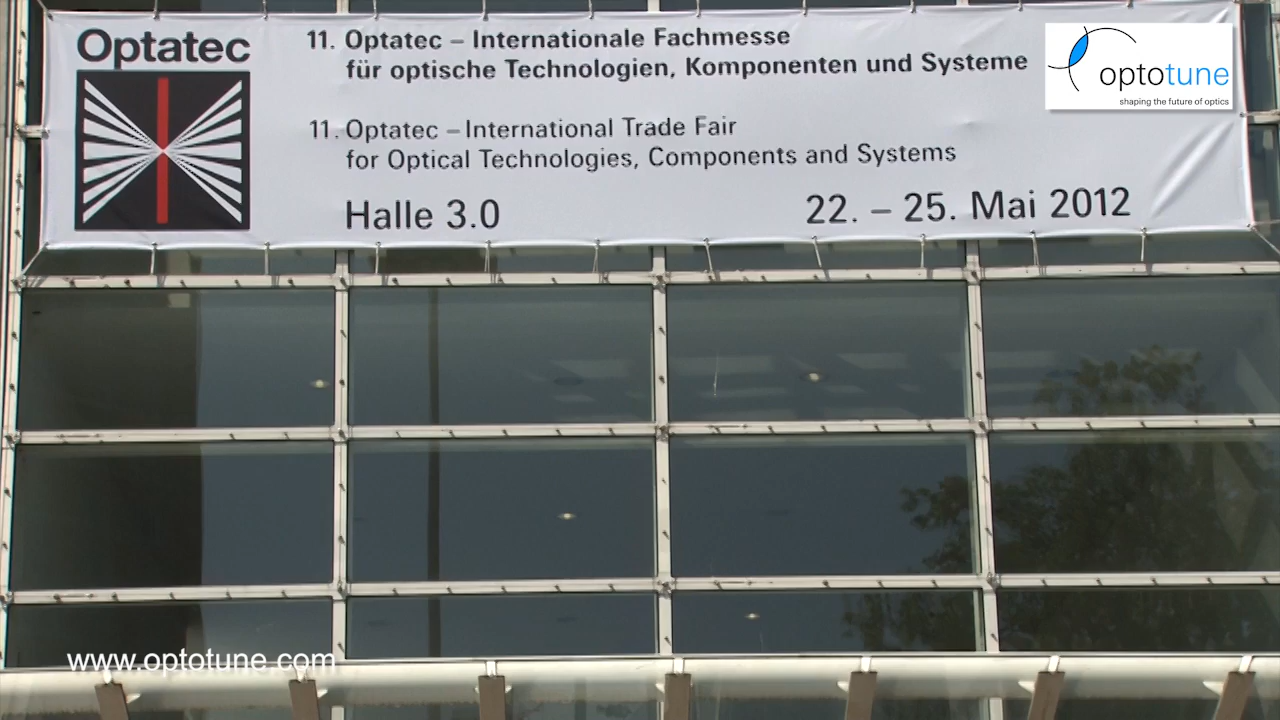 Optatec
11. Optatec – Internationale Fachmesse
für optische Technologien, Komponenten und Systeme
11. Optatec – International Trade Fair
for Optical Technologies, Components and Systems
Halle 3.0
22. – 25. Mai 2012
optotune
shaping the future of optics
www.optotune.com